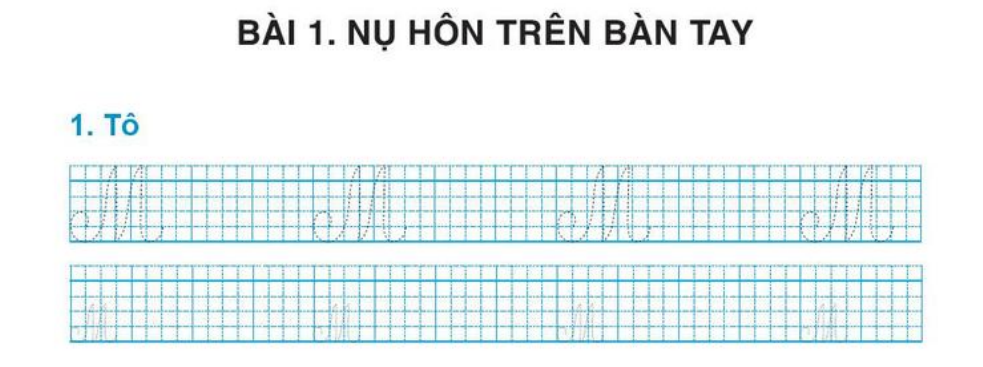 BÀI 1. NỤ HÔN TRÊN BÀN TAY
1. Tô
M M M M
M M M M